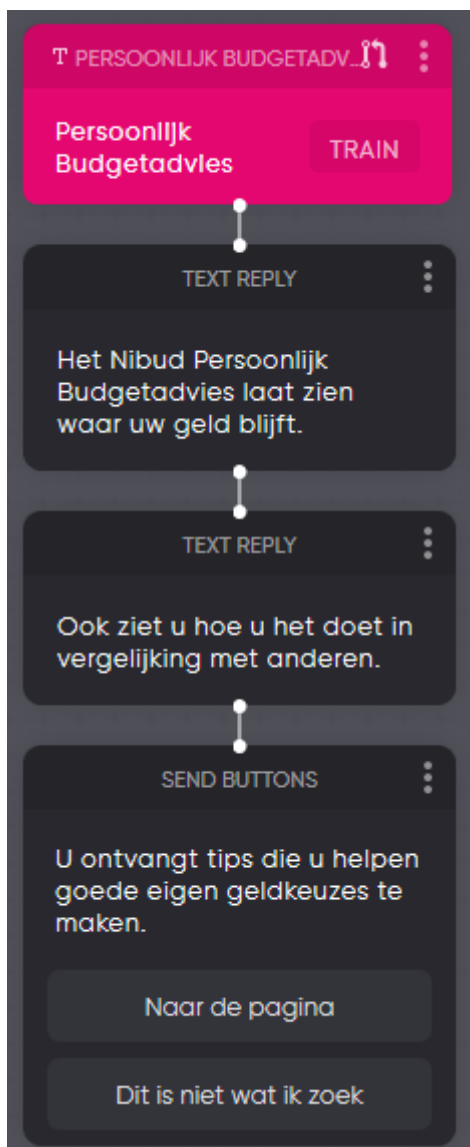 T PERSOONLIJK BUDGETADV...
Persoonlijk
Budgetadvies
TRAIN
TEXT REPLY
Het Nibud Persoonlijk
Budgetadvies laat zien
waar uw geld blijft.
TEXT REPLY
Ook ziet u hoe u het doet in
vergelijking met anderen.
SEND BUTTONS
U ontvangt tips die u helpen
goede eigen geldkeuzes te
maken.
Naar de pagina
Dit is niet wat ik zoek